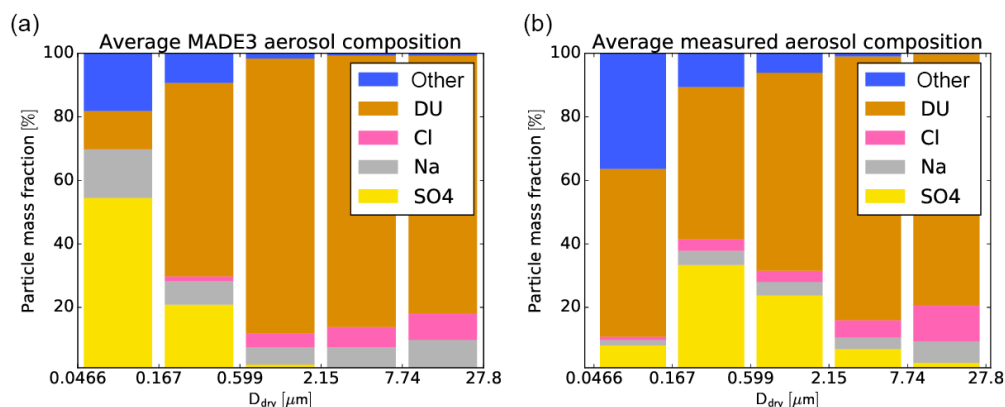 (a)
Average MADE3 aerosol composition
Particle mass fraction [%]
100
80
60
40
20
Other
DU
Cl
Na
SO4
0.0466 0.167 0.599 2.15 7.74 27.8
D_dry [μm]
(b)
Average measured aerosol composition
Particle mass fraction [%]
100
80
60
40
20
Other
DU
Cl
Na
SO4
0.0466 0.167 0.599 2.15 7.74 27.8
D_dry [μm]